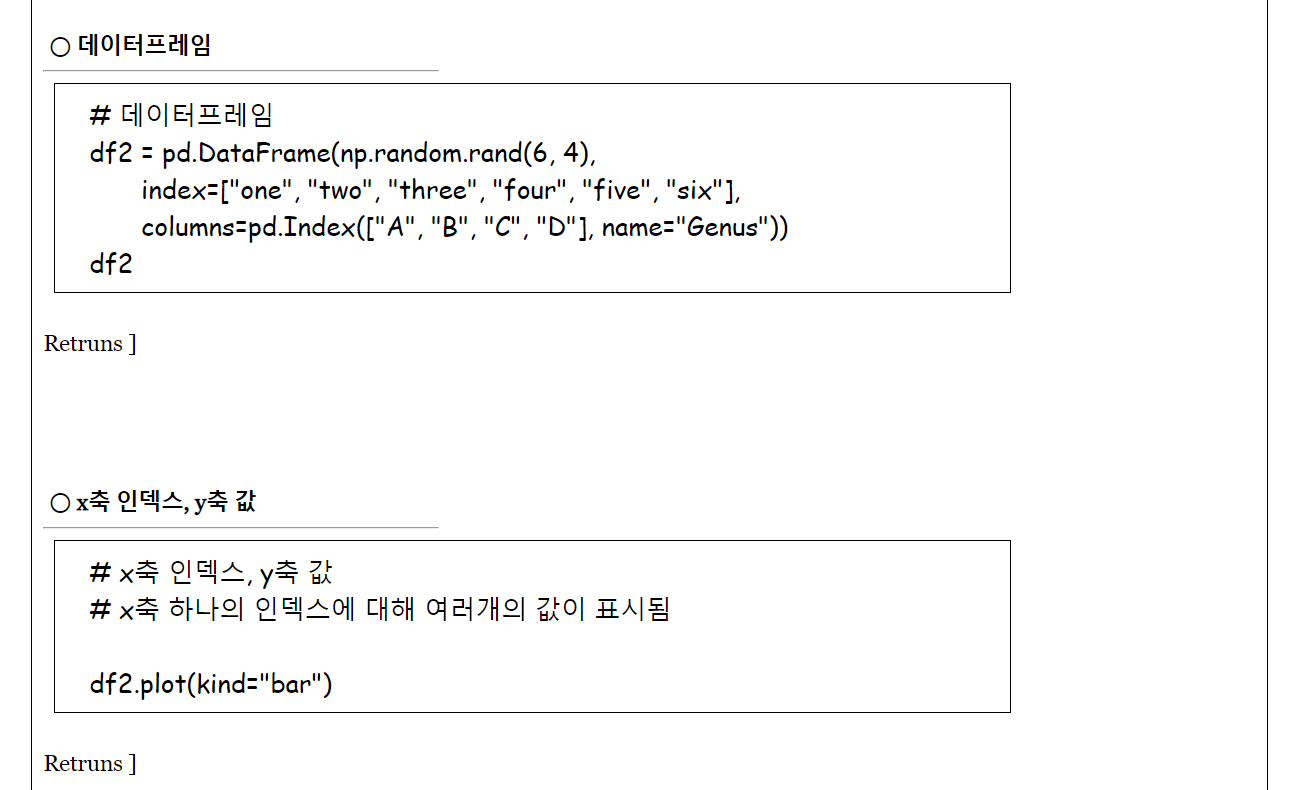 ○ 데이터프레임
# 데이터프레임
df2 = pd.DataFrame(np.random.rand(6, 4),
index=["one", "two", "three", "four", "five", "six"],
columns=pd.Index(["A", "B", "C", "D"], name="Genus"))
df2
Retruns ]
○ x축 인덱스, y축 값
# x축 인덱스, y축 값
# x축 하나의 인덱스에 대해 여러개의 값이 표시됨
df2.plot(kind="bar")
Retruns ]